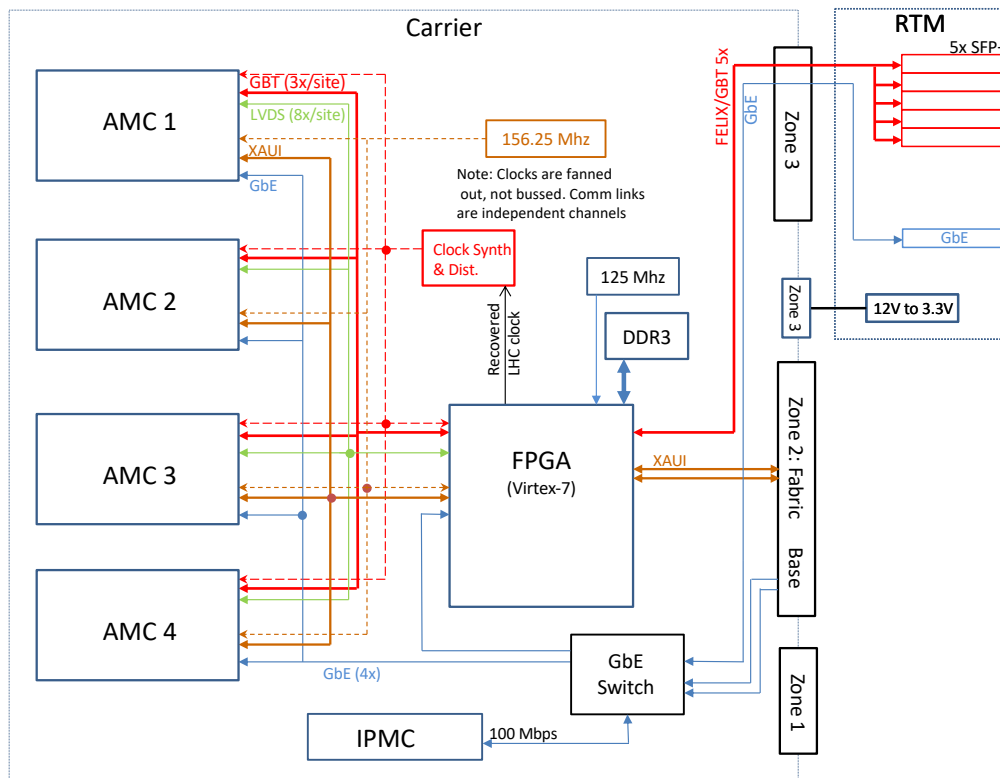 Carrier
RTM
5x SFP+
AMC 1
GBT (3x/site)
LVDS (8x/site)
XAUI
GbE
156.25 Mhz
Note: Clocks are fanned
out, not bussed. Comm links
are independent channels
FELIX/GBT 5x
GbE
Zone 3
GbE
AMC 2
Clock Synth
& Dist.
125 Mhz
Zone 3
12V to 3.3V
Recovered
LHC clock
DDR3
AMC 3
FPGA
(Virtex-7)
XAUI
Zone 2: Fabric
Base
AMC 4
GbE (4x)
GbE
Switch
Zone 1
IPMC
100 Mbps